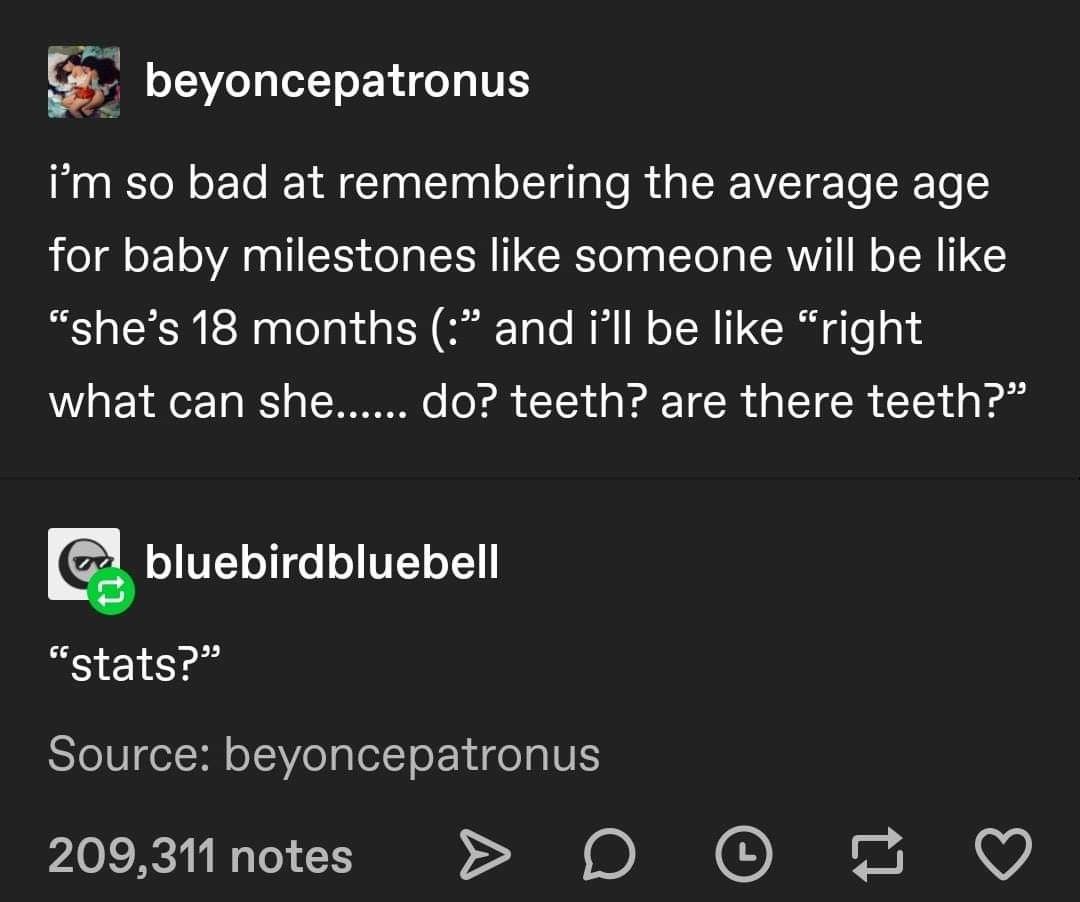 beyoncepatronus
i’m so bad at remembering the average age
for baby milestones like someone will be like
“she’s 18 months (:” and i’ll be like “right
what can she...... do? teeth? are there teeth?”
bluebirdbluebell
“stats?”
Source: beyoncepatronus
209,311 notes